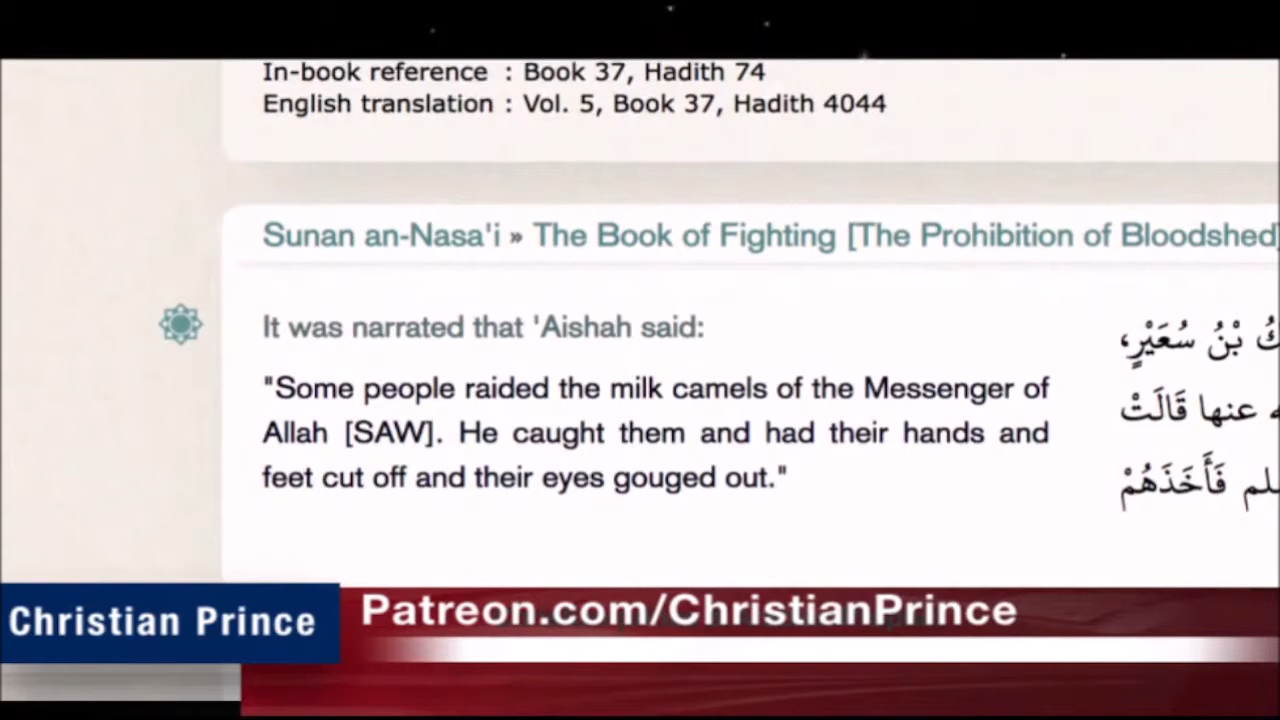 In-book reference : Book 37, Hadith 74
English translation : Vol. 5, Book 37, Hadith 4044
Sunan an-Nasa'i » The Book of Fighting [The Prohibition of Bloodshed]
It was narrated that 'Aishah said:
"Some people raided the milk camels of the Messenger of
Allah [SAW]. He caught them and had their hands and
feet cut off and their eyes gouged out."
بْنُ سُعَيْرٍ،
عنها قَالَتْ
فَأَخَذَهُمْ
Christian Prince
Patreon.com/ChristianPrince